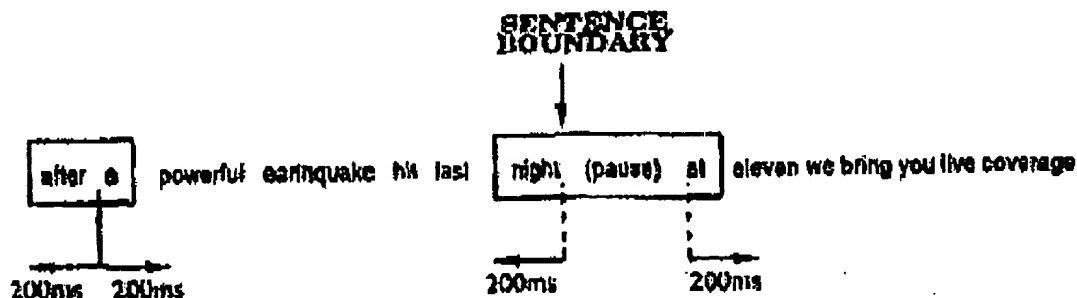 SENTENCE
BOUNDARY
after a powerful earthquake hit last night (pause) at eleven we bring you live coverage
200ms 200ms 200ms 200ms